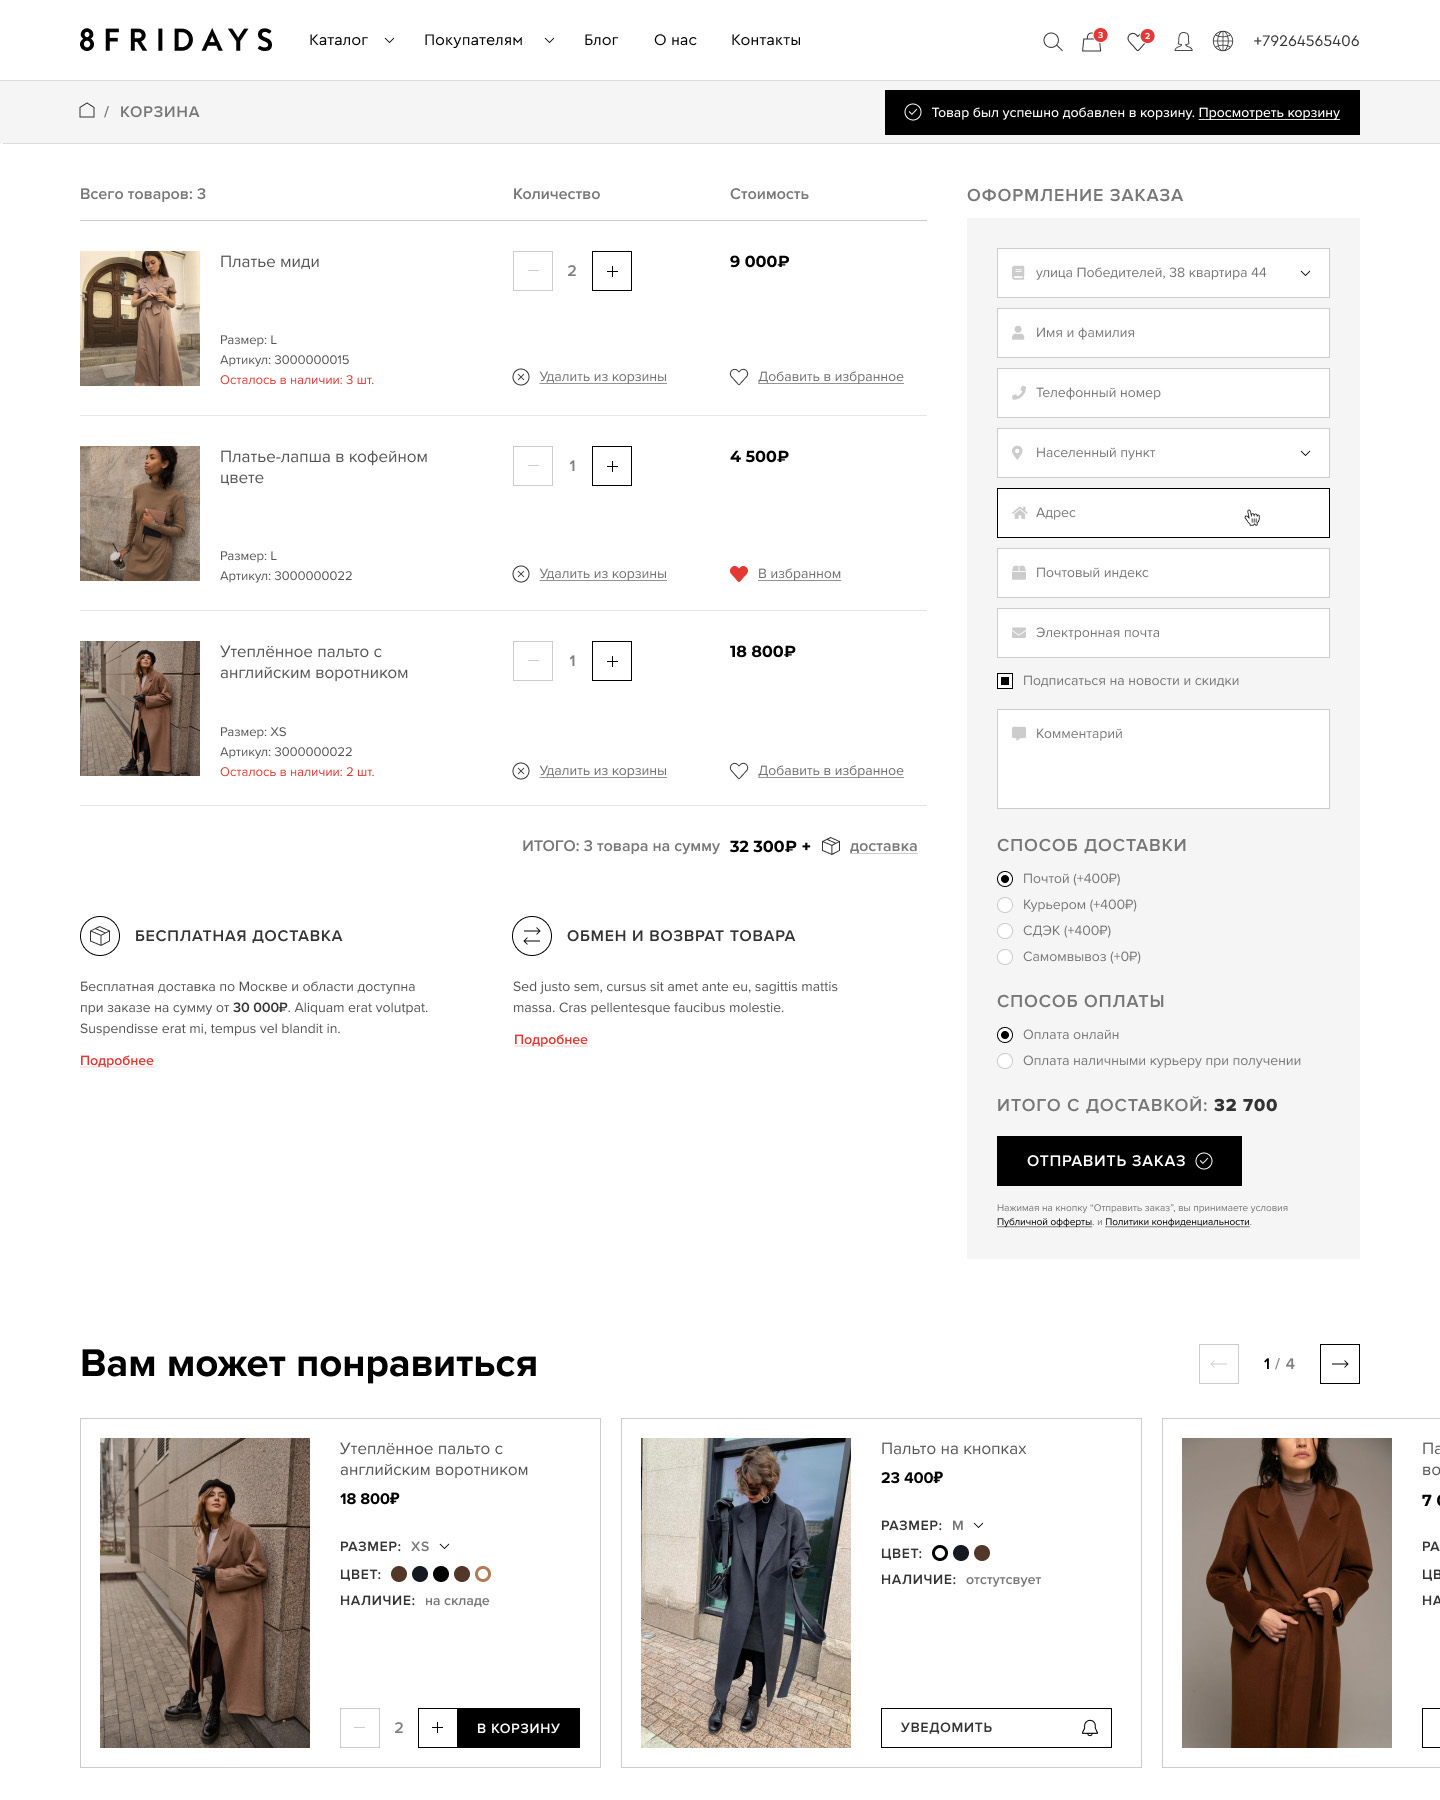 8FRIDAYS Каталог Покупателям Блог О нас Контакты 3 2 +79264565406
/ КОРЗИНА
Товар был успешно добавлен в корзину. Просмотреть корзину
Всего товаров: 3 Количество Стоимость
Платье миди
2
9 000₽
Размер: L
Артикул: 3000000015
Осталось в наличии: 3 шт.
Удалить из корзины
Добавить в избранное
Платье-лапша в кофейном
цвете
1
4 500₽
Размер: L
Артикул: 3000000022
Удалить из корзины
В избранном
Утеплённое пальто с
английским воротником
1
18 800₽
Размер: XS
Артикул: 3000000022
Осталось в наличии: 2 шт.
Удалить из корзины
Добавить в избранное
ИТОГО: 3 товара на сумму 32 300₽ + доставка
БЕСПЛАТНАЯ ДОСТАВКА
Бесплатная доставка по Москве и области доступна
при заказе на сумму от 30 000₽. Aliquam erat volutpat.
Suspendisse erat mi, tempus vel blandit in.
Подробнее
ОБМЕН И ВОЗВРАТ ТОВАРА
Sed justo sem, cursus sit amet ante eu, sagittis mattis
massa. Cras pellentesque faucibus molestie.
Подробнее
ОФОРМЛЕНИЕ ЗАКАЗА
улица Победителей, 38 квартира 44
Имя и фамилия
Телефонный номер
Населенный пункт
Адрес
Почтовый индекс
Электронная почта
Подписаться на новости и скидки
Комментарий
СПОСОБ ДОСТАВКИ
Почтой (+400₽)
Курьером (+400₽)
СДЭК (+400₽)
Самомвывоз (+0₽)
СПОСОБ ОПЛАТЫ
Оплата онлайн
Оплата наличными курьеру при получении
ИТОГО С ДОСТАВКОЙ: 32 700
ОТПРАВИТЬ ЗАКАЗ
Нажимая на кнопку “Отправить заказ”, вы принимаете условия
Публичной офферты. и Политики конфиденциальности.
Вам может понравиться
1 / 4
Утеплённое пальто с
английским воротником
18 800₽
РАЗМЕР: XS
ЦВЕТ:
НАЛИЧИЕ: на складе
2
В КОРЗИНУ
Пальто на кнопках
23 400₽
РАЗМЕР: M
ЦВЕТ:
НАЛИЧИЕ: отстутсвует
УВЕДОМИТЬ
Па
во
7 0
РА
ЦВ
НА